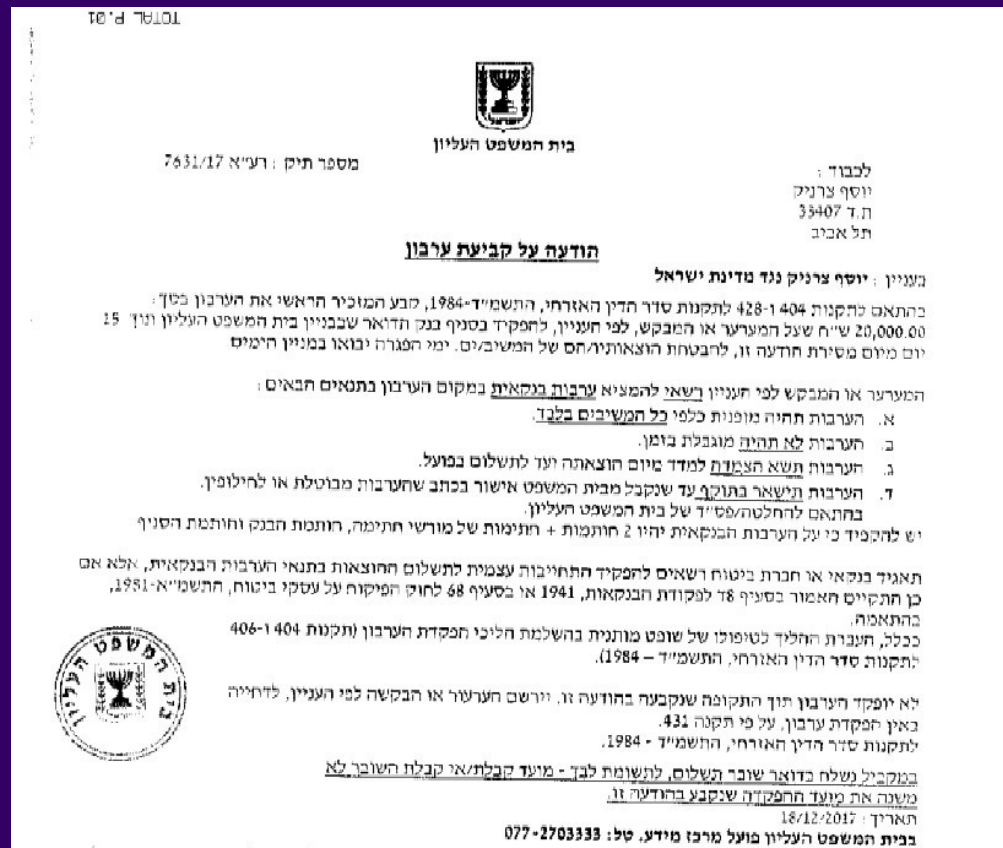 TOTAL P.01
בית המשפט העליון
מספר תיק : רע״א 7631/17
לכבוד :
יוסף צרניק
ת.ד 33407
תל אביב
הודעה על קביעת ערבון
בעניין : יוסף צרניק נגד מדינת ישראל
בהתאם לתקנות 404 ו-428 לתקנות סדר הדין האזרחי, התשמ״ד-1984, קבע המזכיר הראשי את הערבון בסך :
20,000.00 ש״ח שעל המערער או המבקש, לפי העניין, להפקיד בסניף בנק הדואר שבבניין בית המשפט העליון תוך 15
יום מיום מסירת הודעה זו, להבטחת הוצאותיו/הם של המשיב/ים. ימי הפגרה יבואו במניין הימים
המערער או המבקש לפי העניין רשאי להמציא ערבות בנקאית במקום הערבון בתנאים הבאים :
א. הערבות תהיה מופנית כלפי כל המשיבים בלבד.
ב. הערבות לא תהיה מוגבלת בזמן.
ג. הערבות תשא הצמדה למדד מיום הוצאתה ועד לתשלום בפועל.
ד. הערבות תישאר בתוקף עד שנקבל מבית המשפט אישור בכתב שהערבות מבוטלת או לחילופין.
בהתאם להחלטה/פס״ד של בית המשפט העליון.
יש להקפיד כי על הערבות הבנקאית יהיו 2 חותמות + חתימות של מורשי חתימה, חותמת הבנק וחותמת הסניף
תאגיד בנקאי או חברת ביטוח רשאים להפקיד התחייבות עצמית לתשלום ההוצאות בתנאי הערבות הבנקאית, אלא אם
כן התקיים האמור בסעיף 8ד לפקודת הבנקאות, 1941 או בסעיף 68 לחוק הפיקוח על עסקי ביטוח, התשמ״א-1981,
בהתאמה.
ככלל, העברת ההליך לטיפולו של שופט מותנית בהשלמת הליכי הפקדת הערבון (תקנות 404 ו-406
לתקנות סדר הדין האזרחי, התשמ״ד – 1984).
לא יופקד הערבון תוך התקופה שנקבעה בהודעה זו, יירשם הערעור או הבקשה לפי העניין, לדחייה
באין הפקדת ערבון, על פי תקנה 431.
לתקנות סדר הדין האזרחי, התשמ״ד - 1984.
בית המשפט העליון
במקביל נשלח בדואר שובר תשלום, לתשומת לבך - מועד קבלת/אי קבלת השובר לא
משנה את מועד ההפקדה שנקבע בהודעה זו.
תאריך : 18/12/2017
בבית המשפט העליון פועל מרכז מידע, טל: 077-2703333